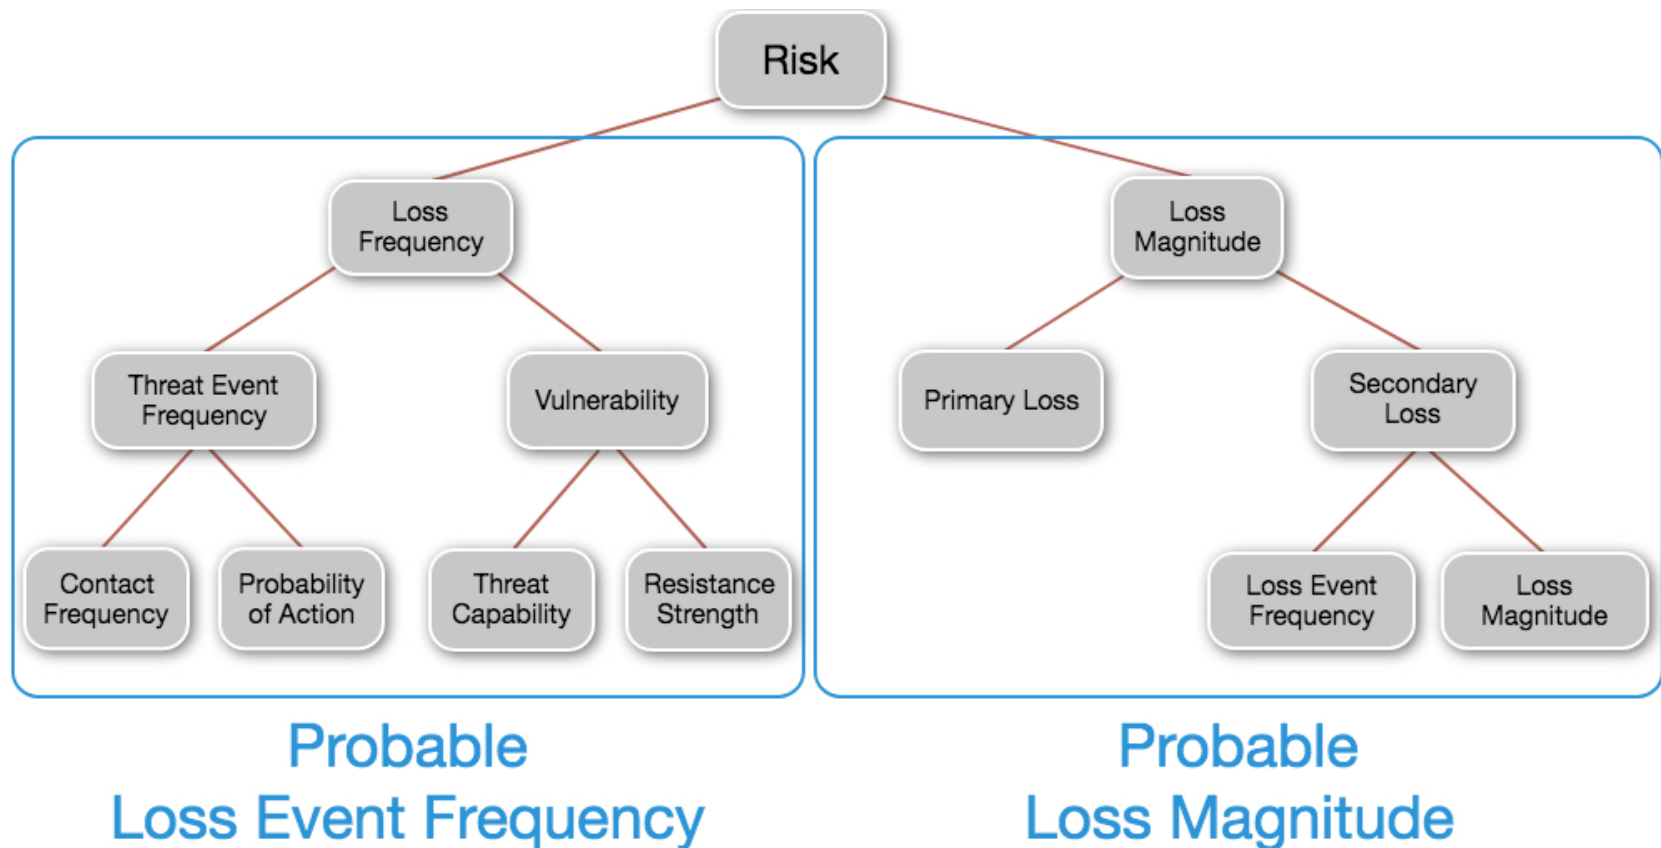 Risk
Loss
Frequency
Loss
Magnitude
Threat Event
Frequency
Vulnerability
Primary Loss
Secondary
Loss
Contact
Frequency
Probability
of Action
Threat
Capability
Resistance
Strength
Loss Event
Frequency
Loss
Magnitude
Probable
Loss Event Frequency
Probable
Loss Magnitude